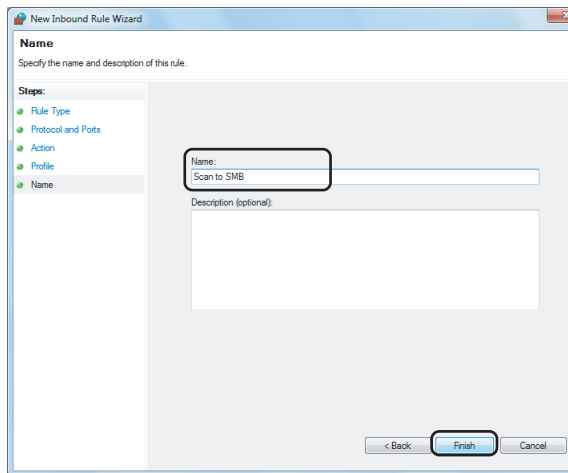 New Inbound Rule Wizard
Name
Specify the name and description of this rule.
Steps:
Rule Type
Protocol and Ports
Action
Profile
Name
Name:
Scan to SMB
Description (optional):
< Back Finish Cancel